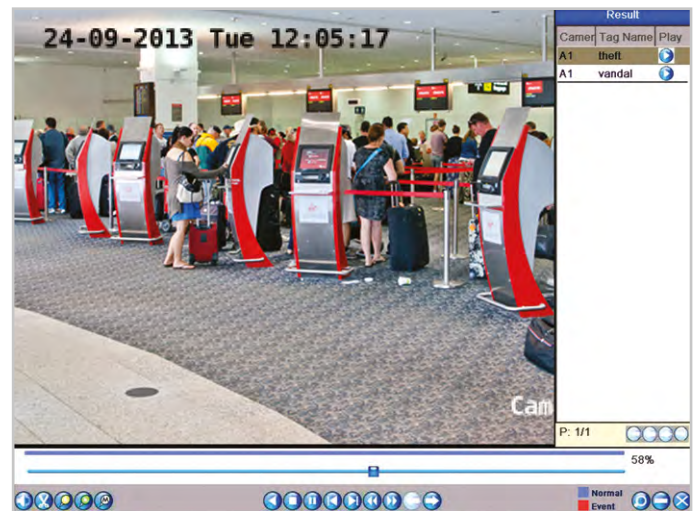 24-09-2013 Tue 12:05:17
Result
Camer Tag Name Play
A1 theft
A1 vandal
Cam
P: 1/1
58%
Normal
Event